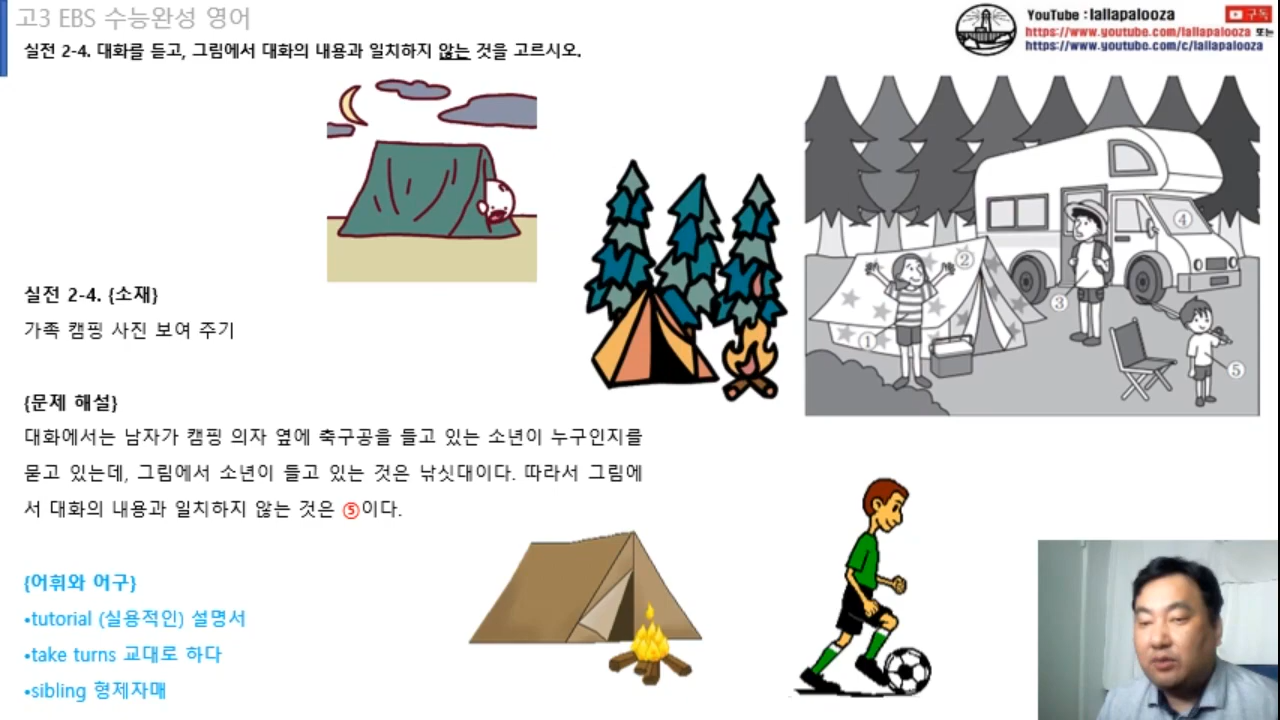 고3 EBS 수능완성 영어
YouTube : lallapalooza
구독
https://www.youtube.com/lallapalooza 또는
https://www.youtube.com/c/lallapalooza
실전 2-4. 대화를 듣고, 그림에서 대화의 내용과 일치하지 않는 것을 고르시오.
②
④
③
①
⑤
실전 2-4. {소재}
가족 캠핑 사진 보여 주기
{문제 해설}
대화에서는 남자가 캠핑 의자 옆에 축구공을 들고 있는 소년이 누구인지를
묻고 있는데, 그림에서 소년이 들고 있는 것은 낚싯대이다. 따라서 그림에
서 대화의 내용과 일치하지 않는 것은 ⑤이다.
{어휘와 어구}
•tutorial (실용적인) 설명서
•take turns 교대로 하다
•sibling 형제자매